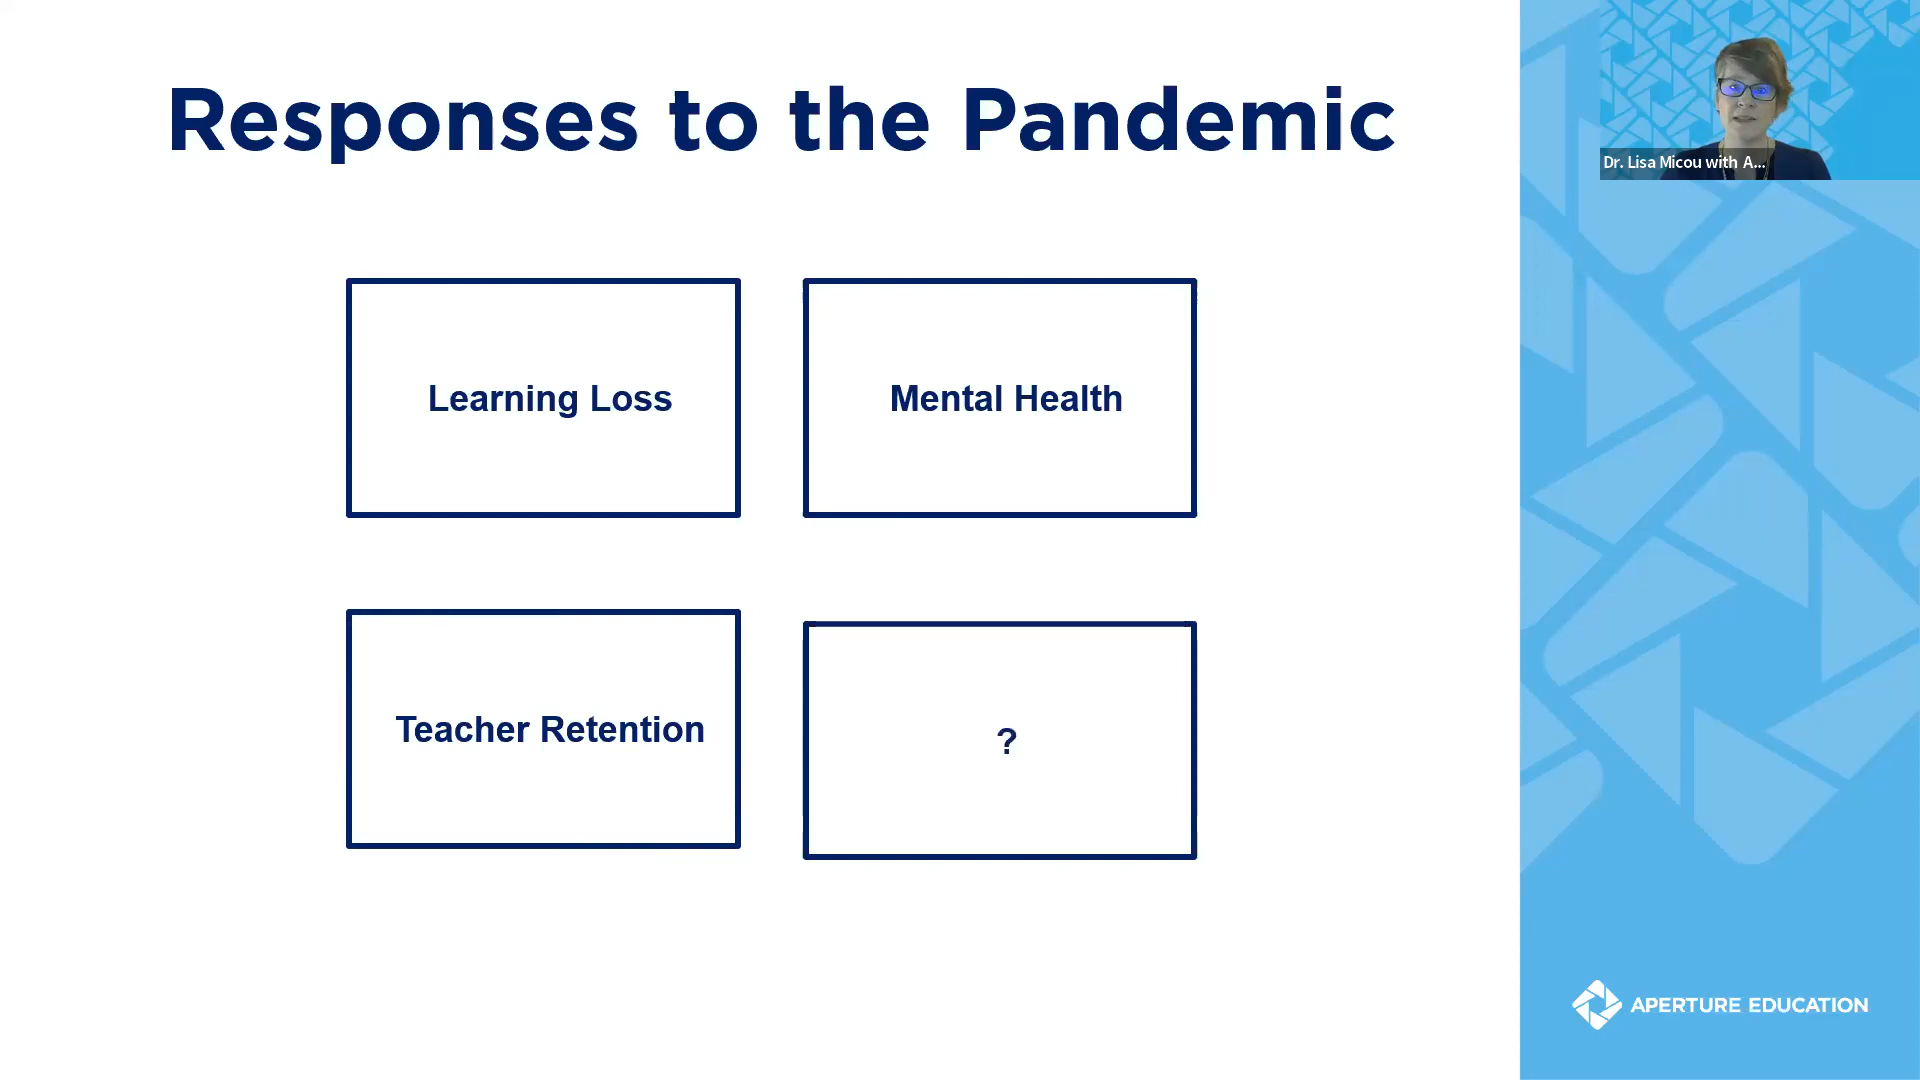 Responses to the Pandemic
Dr. Lisa Micou with A...
Learning Loss
Mental Health
Teacher Retention
?
APERTURE EDUCATION